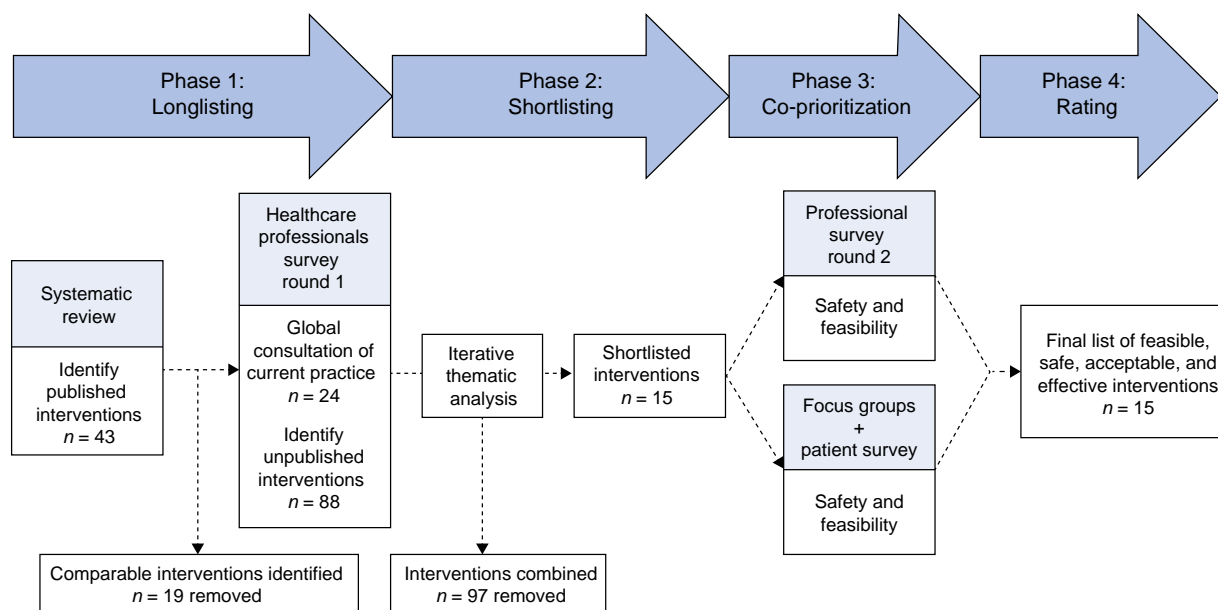 Phase 1:
Longlisting
Phase 2:
Shortlisting
Phase 3:
Co-prioritization
Phase 4:
Rating
Systematic
review
Identify
published
interventions
n = 43
Healthcare
professionals
survey
round 1
Global
consultation of
current practice
n = 24
Identify
unpublished
interventions
n = 88
Comparable interventions identified
n = 19 removed
Iterative
thematic
analysis
Interventions combined
n = 97 removed
Shortlisted
interventions
n = 15
Professional
survey
round 2
Safety and
feasibility
Focus groups
+
patient survey
Safety and
feasibility
Final list of feasible,
safe, acceptable, and
effective interventions
n = 15